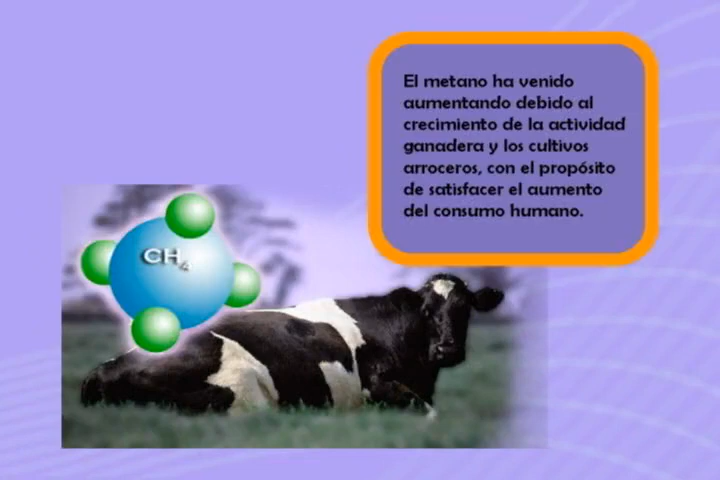 El metano ha venido
aumentando debido al
crecimiento de la actividad
ganadera y los cultivos
arroceros, con el propósito
de satisfacer el aumento
del consumo humano.
CH₄